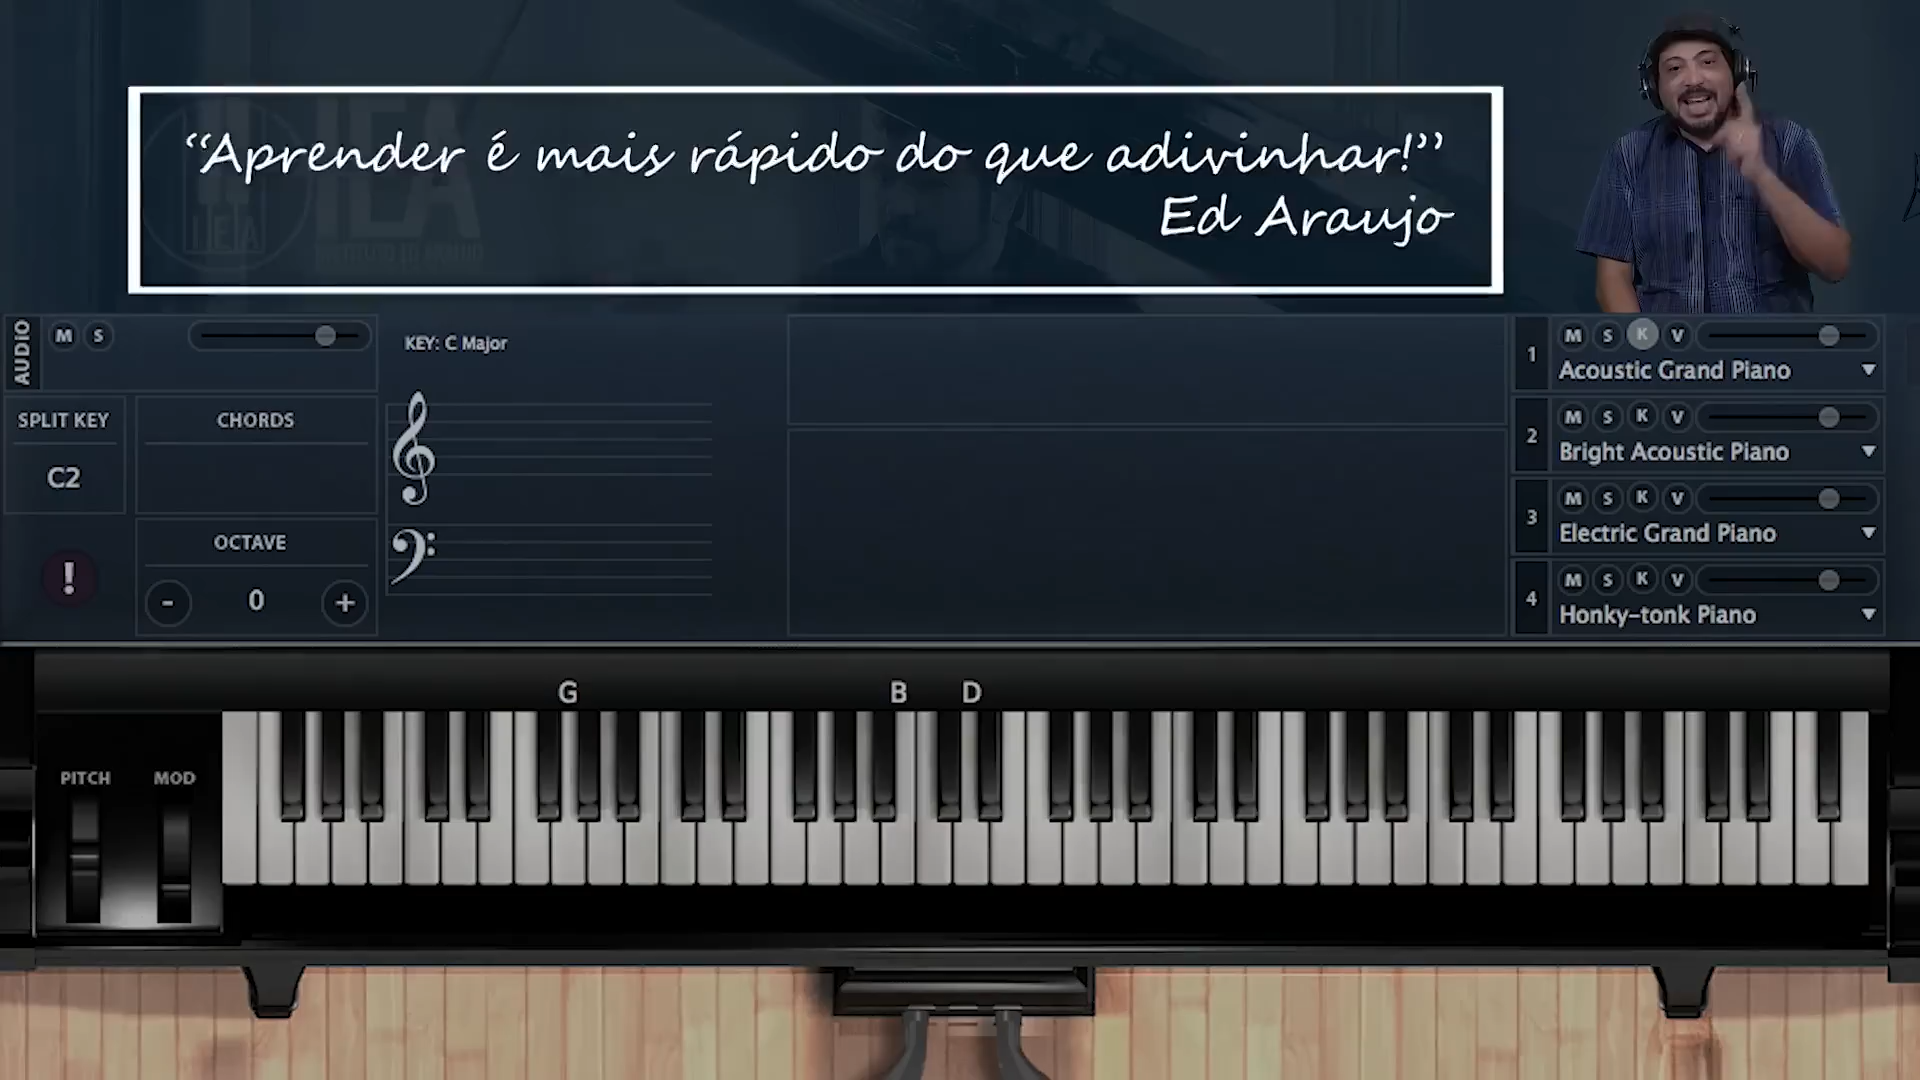 “Aprender é mais rápido do que adivinhar!”
Ed Araujo
IEA
AUDIO
M S
KEY: C Major
SPLIT KEY
C2
CHORDS
OCTAVE
- 0 +
!
1
M S K V
Acoustic Grand Piano
2
M S K V
Bright Acoustic Piano
3
M S K V
Electric Grand Piano
4
M S K V
Honky-tonk Piano
G B D
PITCH MOD